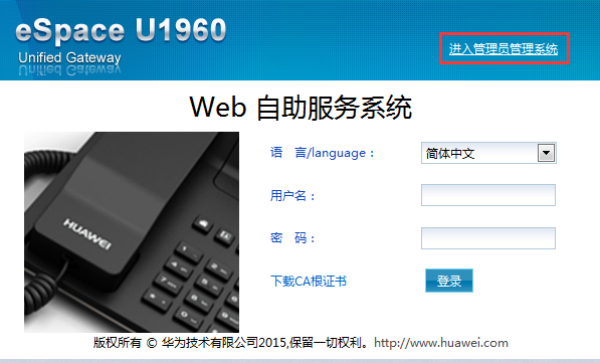 eSpace U1960
Unified Gateway
进入管理员管理系统
Web 自助服务系统
语 言/language：
简体中文
HUAWEI
用户名：
密 码：
下载CA根证书
登录
版权所有 © 华为技术有限公司2015,保留一切权利。http://www.huawei.com